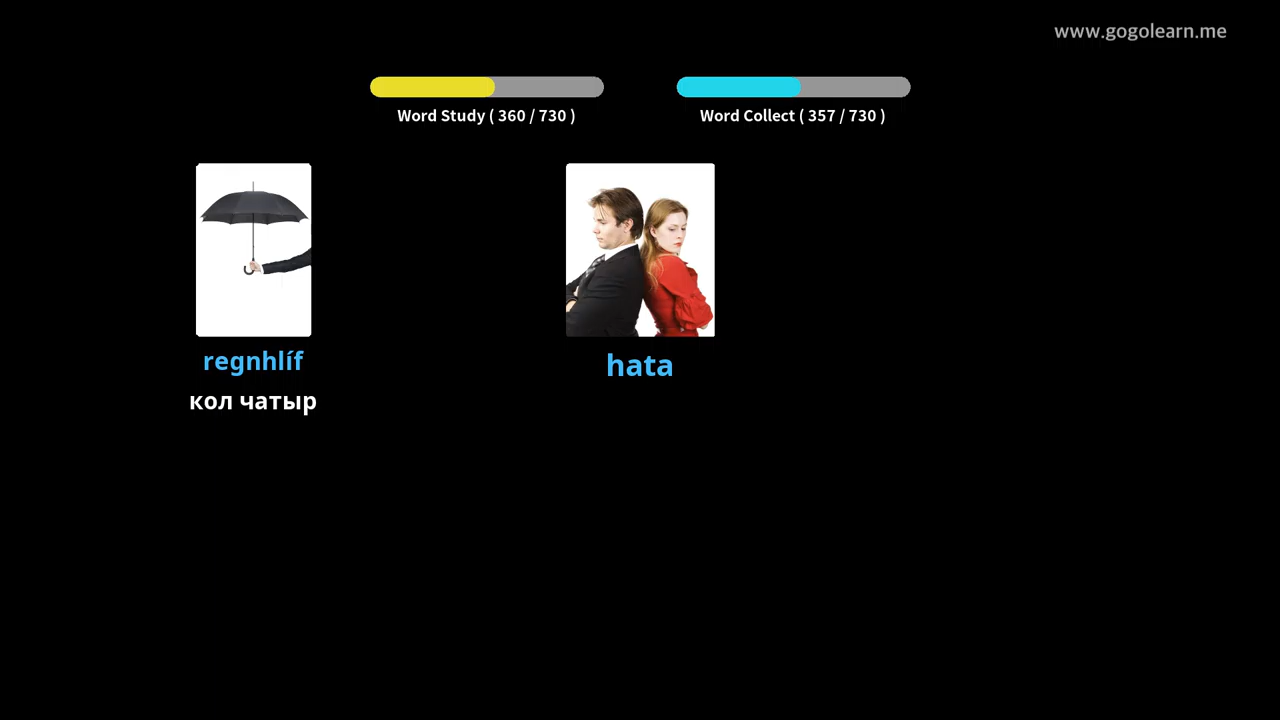 www.gogolearn.me
Word Study ( 360 / 730 )
Word Collect ( 357 / 730 )
regnhlíf
кол чатыр
hata